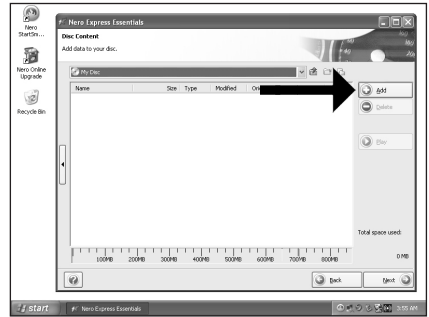 Nero
StartSm...
Nero Online
Upgrade
Recycle Bin
Nero Express Essentials
Disc Content
Add data to your disc.
My Disc
Name Size Type Modified
Add
Delete
Play
Total space used:
0 MB
100MB 200MB 300MB 400MB 500MB 600MB 700MB 800MB
Back Next
start Nero Express Essentials 3:55 AM